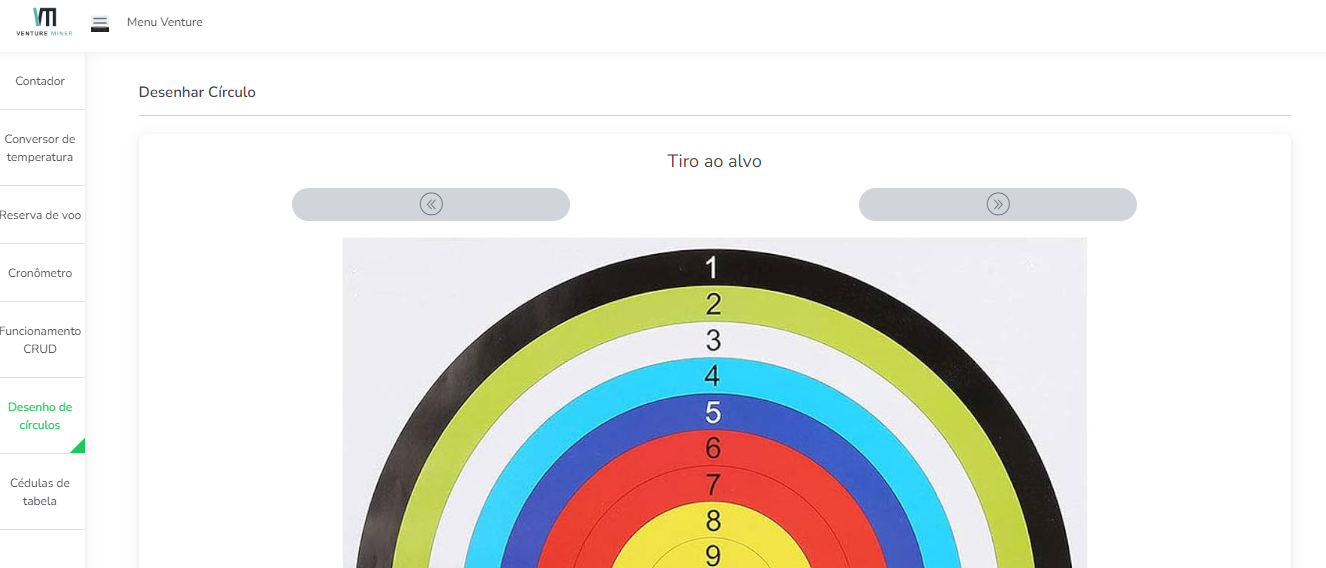 VM
VENTURE MINER
Menu Venture
Contador
Conversor de
temperatura
Reserva de voo
Cronômetro
Funcionamento
CRUD
Desenho de
círculos
Cédulas de
tabela
Desenhar Círculo
Tiro ao alvo
1
2
3
4
5
6
7
8
9